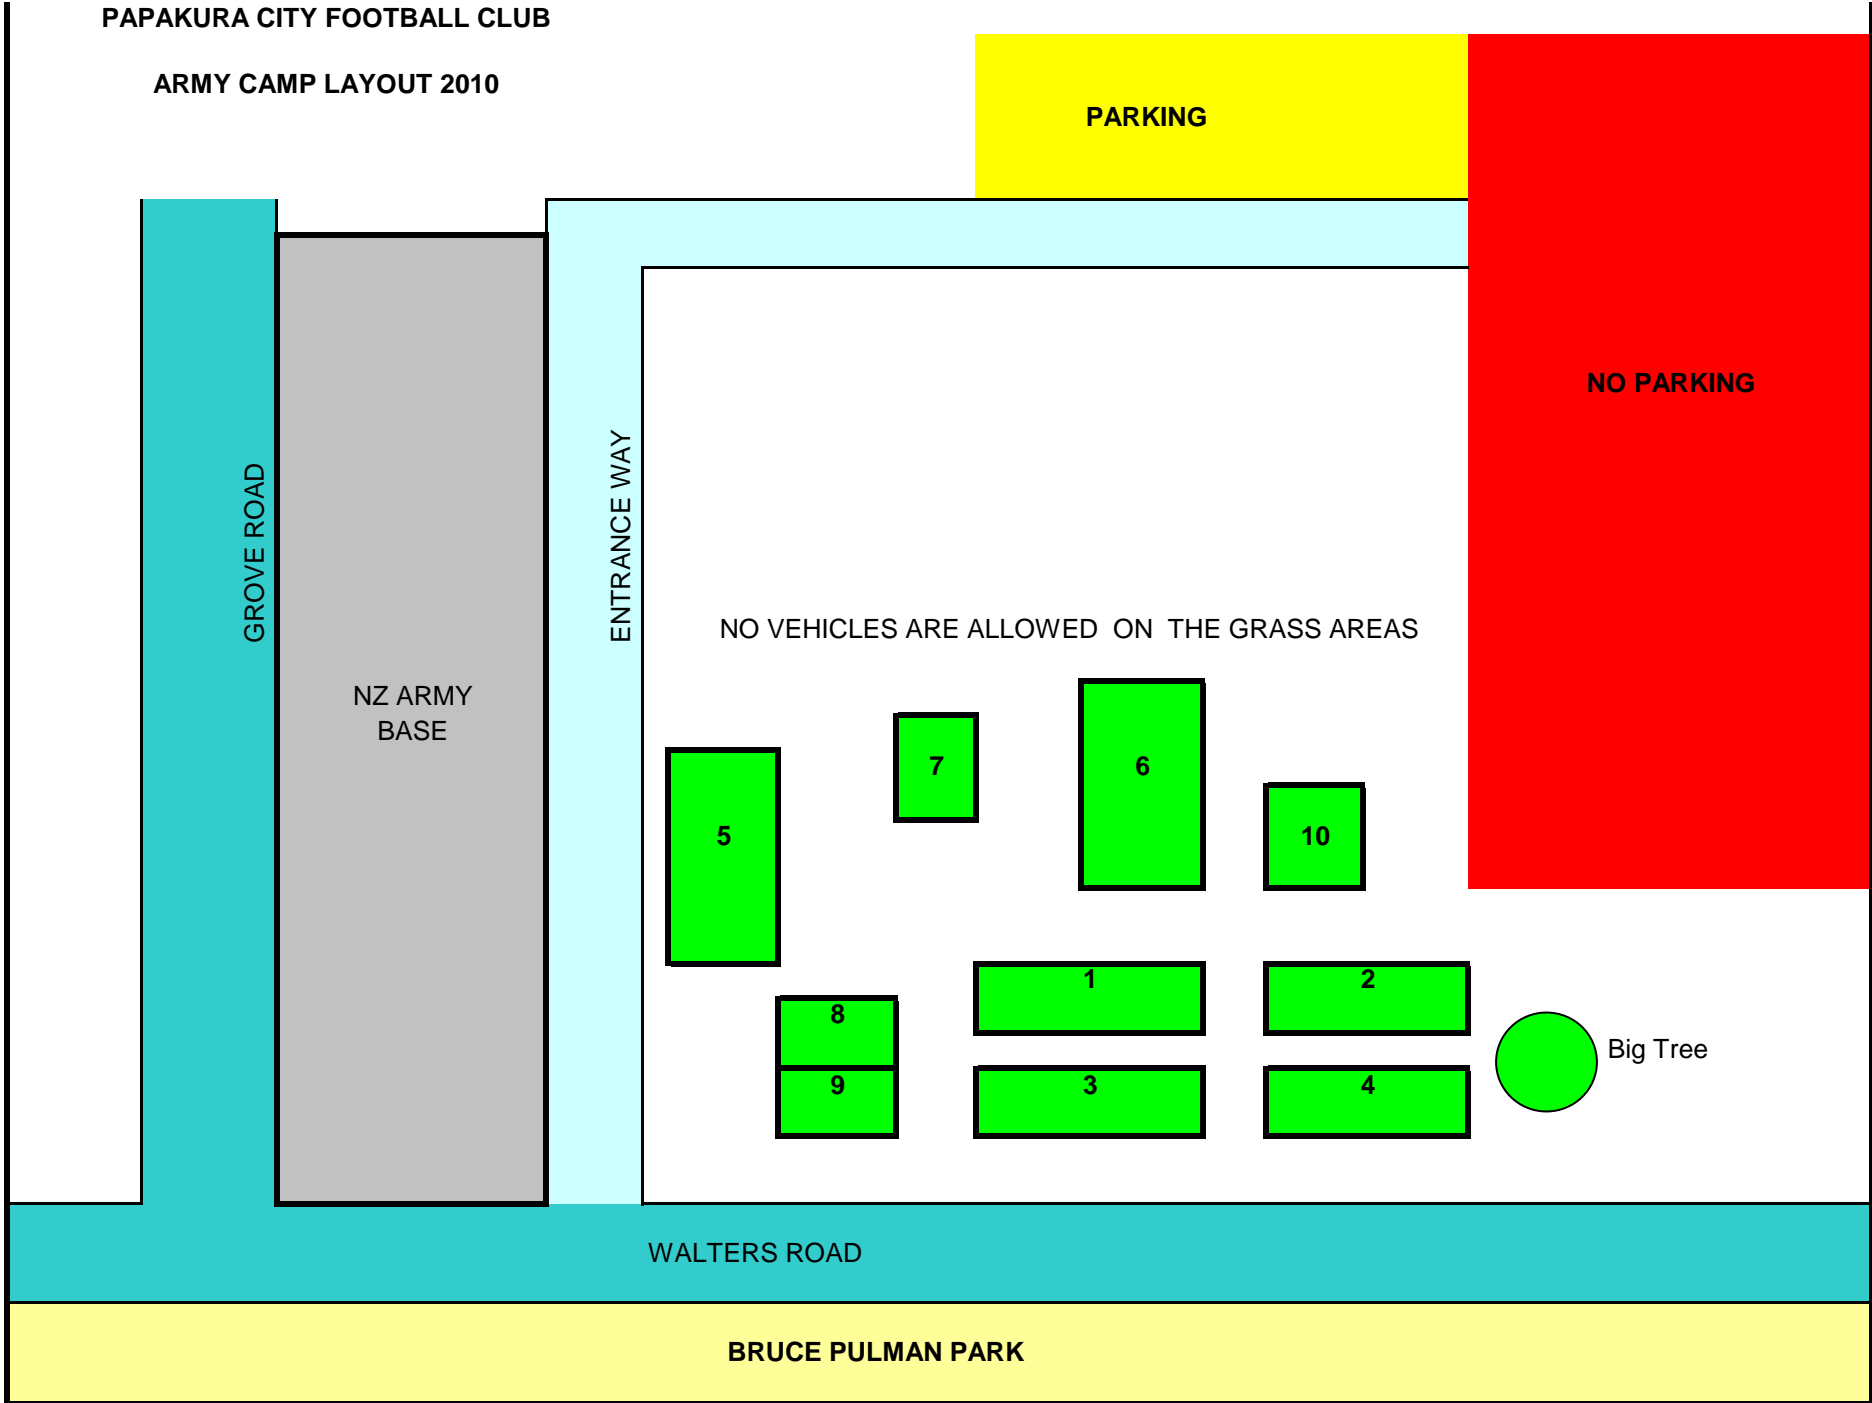 PAPAKURA CITY FOOTBALL CLUB
ARMY CAMP LAYOUT 2010
PARKING
NO PARKING
GROVE ROAD
ENTRANCE WAY
NO VEHICLES ARE ALLOWED ON THE GRASS AREAS
NZ ARMY
BASE
7
6
5
10
1
2
8
Big Tree
9
3
4
WALTERS ROAD
BRUCE PULMAN PARK